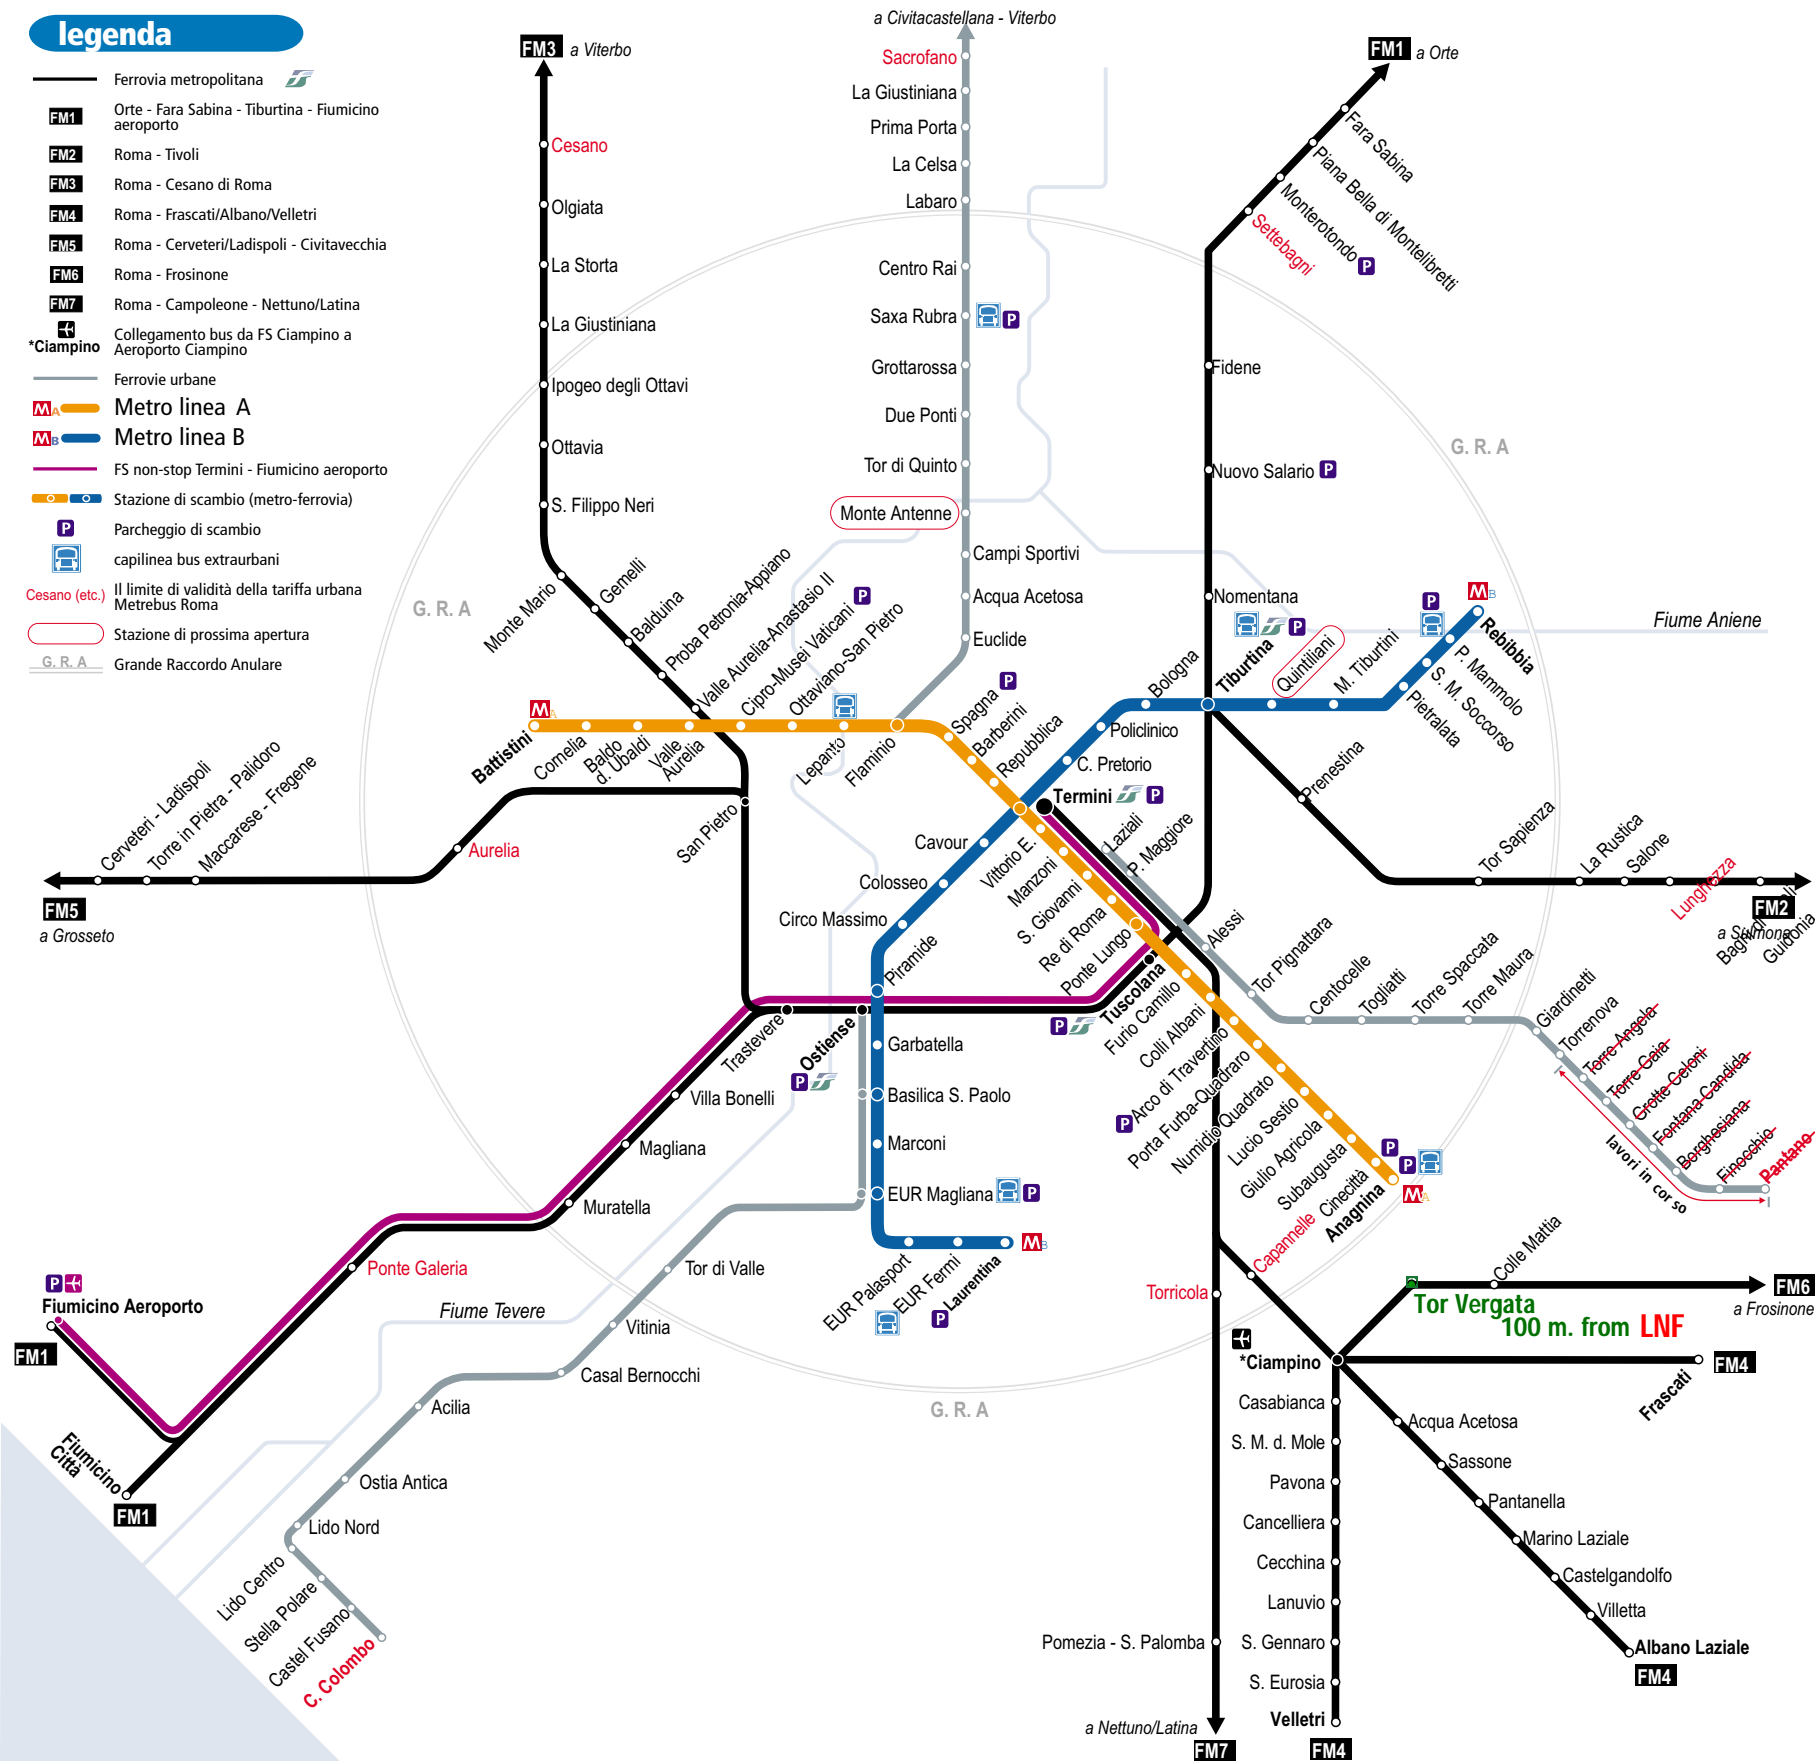 legenda
Ferrovia metropolitana
FM1 Orte - Fara Sabina - Tiburtina - Fiumicino
aeroporto
FM2 Roma - Tivoli
FM3 Roma - Cesano di Roma
FM4 Roma - Frascati/Albano/Velletri
FM5 Roma - Cerveteri/Ladispoli - Civitavecchia
FM6 Roma - Frosinone
FM7 Roma - Campoleone - Nettuno/Latina
*Ciampino Collegamento bus da FS Ciampino a
Aeroporto Ciampino
Ferrovie urbane
MA Metro linea A
MB Metro linea B
FS non-stop Termini - Fiumicino aeroporto
Stazione di scambio (metro-ferrovia)
P Parcheggio di scambio
capilinea bus extraurbani
Cesano (etc.) Il limite di validità della tariffa urbana
Metrebus Roma
Stazione di prossima apertura
G. R. A Grande Raccordo Anulare
FM3 a Viterbo
Cesano
Olgiata
La Storta
La Giustiniana
Ipogeo degli Ottavi
Ottavia
S. Filippo Neri
Monte Mario
Gemelli
Balduina
Proba Petronia-Appiano
Valle Aurelia-Anastasio II
a Civitacastellana - Viterbo
Sacrofano
La Giustiniana
Prima Porta
La Celsa
Labaro
Centro Rai
Saxa Rubra
P
Grottarossa
Due Ponti
Tor di Quinto
Monte Antenne
Campi Sportivi
Acqua Acetosa
Euclide
FM1 a Orte
Fara Sabina
Piana Bella di Montelibretti
Monterotondo P
Settebagni
Fidene
Nuovo Salario P
Nomentana
G. R. A
G. R. A
Fiume Aniene
MA
Battistini
Cornelia
Baldo
d. Ubaldi
Valle
Aurelia
Cipro-Musei Vaticani P
Ottaviano-San Pietro
Lepanto
Flaminio
Spagna P
Barberini
Repubblica
Termini P
Vittorio E.
Manzoni
S. Giovanni
Re di Roma
Ponte Lungo
Furio Camillo
Colli Albani
P Arco di Travertino
Porta Furba-Quadraro
Numidio Quadrato
Lucio Sestio
Giulio Agricola
Subaugusta
Cinecittà P
Anagnina P
MA
MB
Rebibbia
P
P. Mammolo
S. M. Soccorso
Pietralata
M. Tiburtini
Quintiliani
Tiburtina P
Bologna
Policlinico
C. Pretorio
Cavour
Colosseo
Circo Massimo
Piramide
Garbatella
Basilica S. Paolo
Marconi
EUR Magliana P
EUR Palasport
EUR Fermi
P Laurentina
MB
Prenestina
Tor Sapienza
La Rustica
Salone
Lunghezza
Guidonia
FM2
a Sulmona
Laziali
P. Maggiore
Alessi
Tor Pignattara
Centocelle
Togliatti
Torre Spaccata
Torre Maura
Giardinetti
Torrenova
Torre Angela
Torre Gaia
Grotte Celoni
Fontana Candida
Borghesiana
Finocchio
Pantano
lavori in cor so
Cerveteri - Ladispoli
Torre in Pietra - Palidoro
Maccarese - Fregene
Aurelia
San Pietro
FM5
a Grosseto
Tuscolana
P
Ostiense
P
Trastevere
Villa Bonelli
Magliana
Muratella
Ponte Galeria
P
Fiumicino Aeroporto
FM1
Fiumicino
Città
FM1
Fiume Tevere
Tor di Valle
Vitinia
Casal Bernocchi
Acilia
Ostia Antica
Lido Nord
Lido Centro
Stella Polare
Castel Fusano
C. Colombo
G. R. A
Capannelle
Torricola
Colle Mattia
FM6
a Frosinone
Tor Vergata
100 m. from LNF
*Ciampino
Frascati
FM4
Casabianca
S. M. d. Mole
Pavona
Cancelliera
Cecchina
Lanuvio
S. Gennaro
S. Eurosia
Velletri
FM4
Acqua Acetosa
Sassone
Pantanella
Marino Laziale
Castelgandolfo
Villetta
Albano Laziale
FM4
Pomezia - S. Palomba
a Nettuno/Latina
FM7